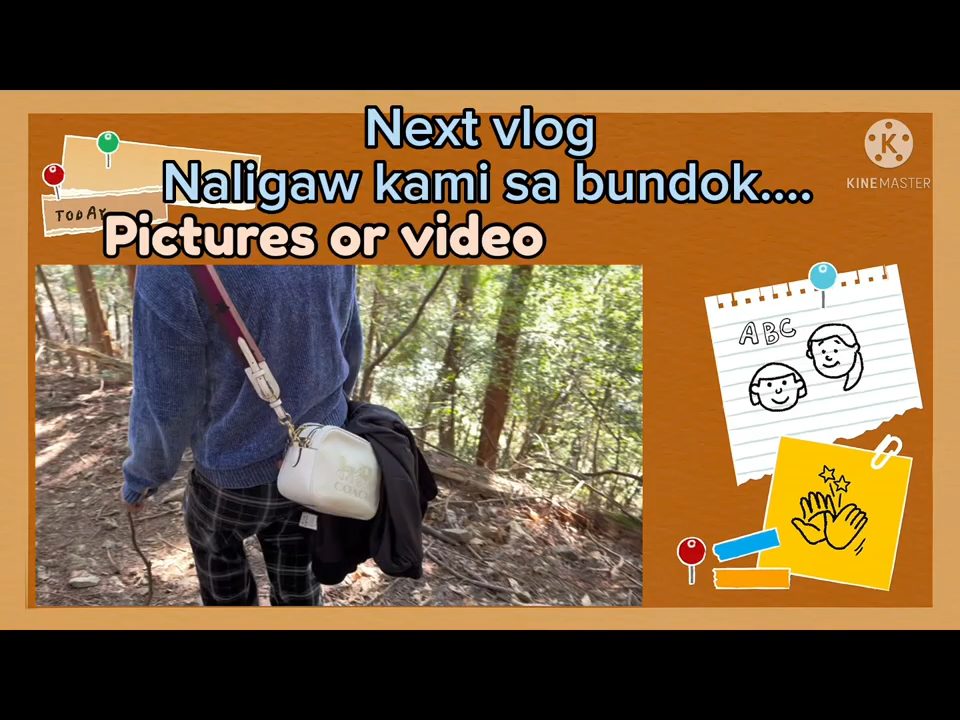 Next vlog
Naligaw kami sa bundok....
TODAY
Pictures or video
K
KINEMASTER
ABC
COACH